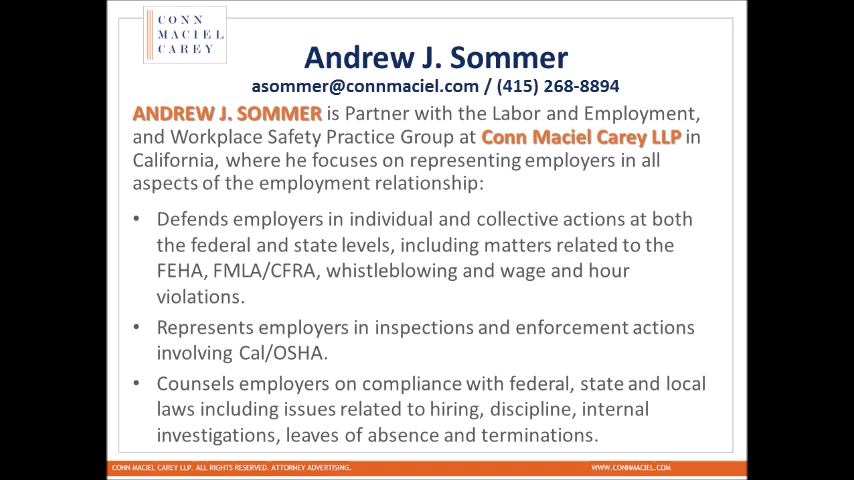 CONN
MACIEL
CAREY
Andrew J. Sommer
asommer@connmaciel.com / (415) 268-8894
ANDREW J. SOMMER is Partner with the Labor and Employment,
and Workplace Safety Practice Group at Conn Maciel Carey LLP in
California, where he focuses on representing employers in all
aspects of the employment relationship:
• Defends employers in individual and collective actions at both
the federal and state levels, including matters related to the
FEHA, FMLA/CFRA, whistleblowing and wage and hour
violations.
• Represents employers in inspections and enforcement actions
involving Cal/OSHA.
• Counsels employers on compliance with federal, state and local
laws including issues related to hiring, discipline, internal
investigations, leaves of absence and terminations.
CONN MACIEL CAREY LLP. ALL RIGHTS RESERVED. ATTORNEY ADVERTISING. WWW.CONNMACIEL.COM